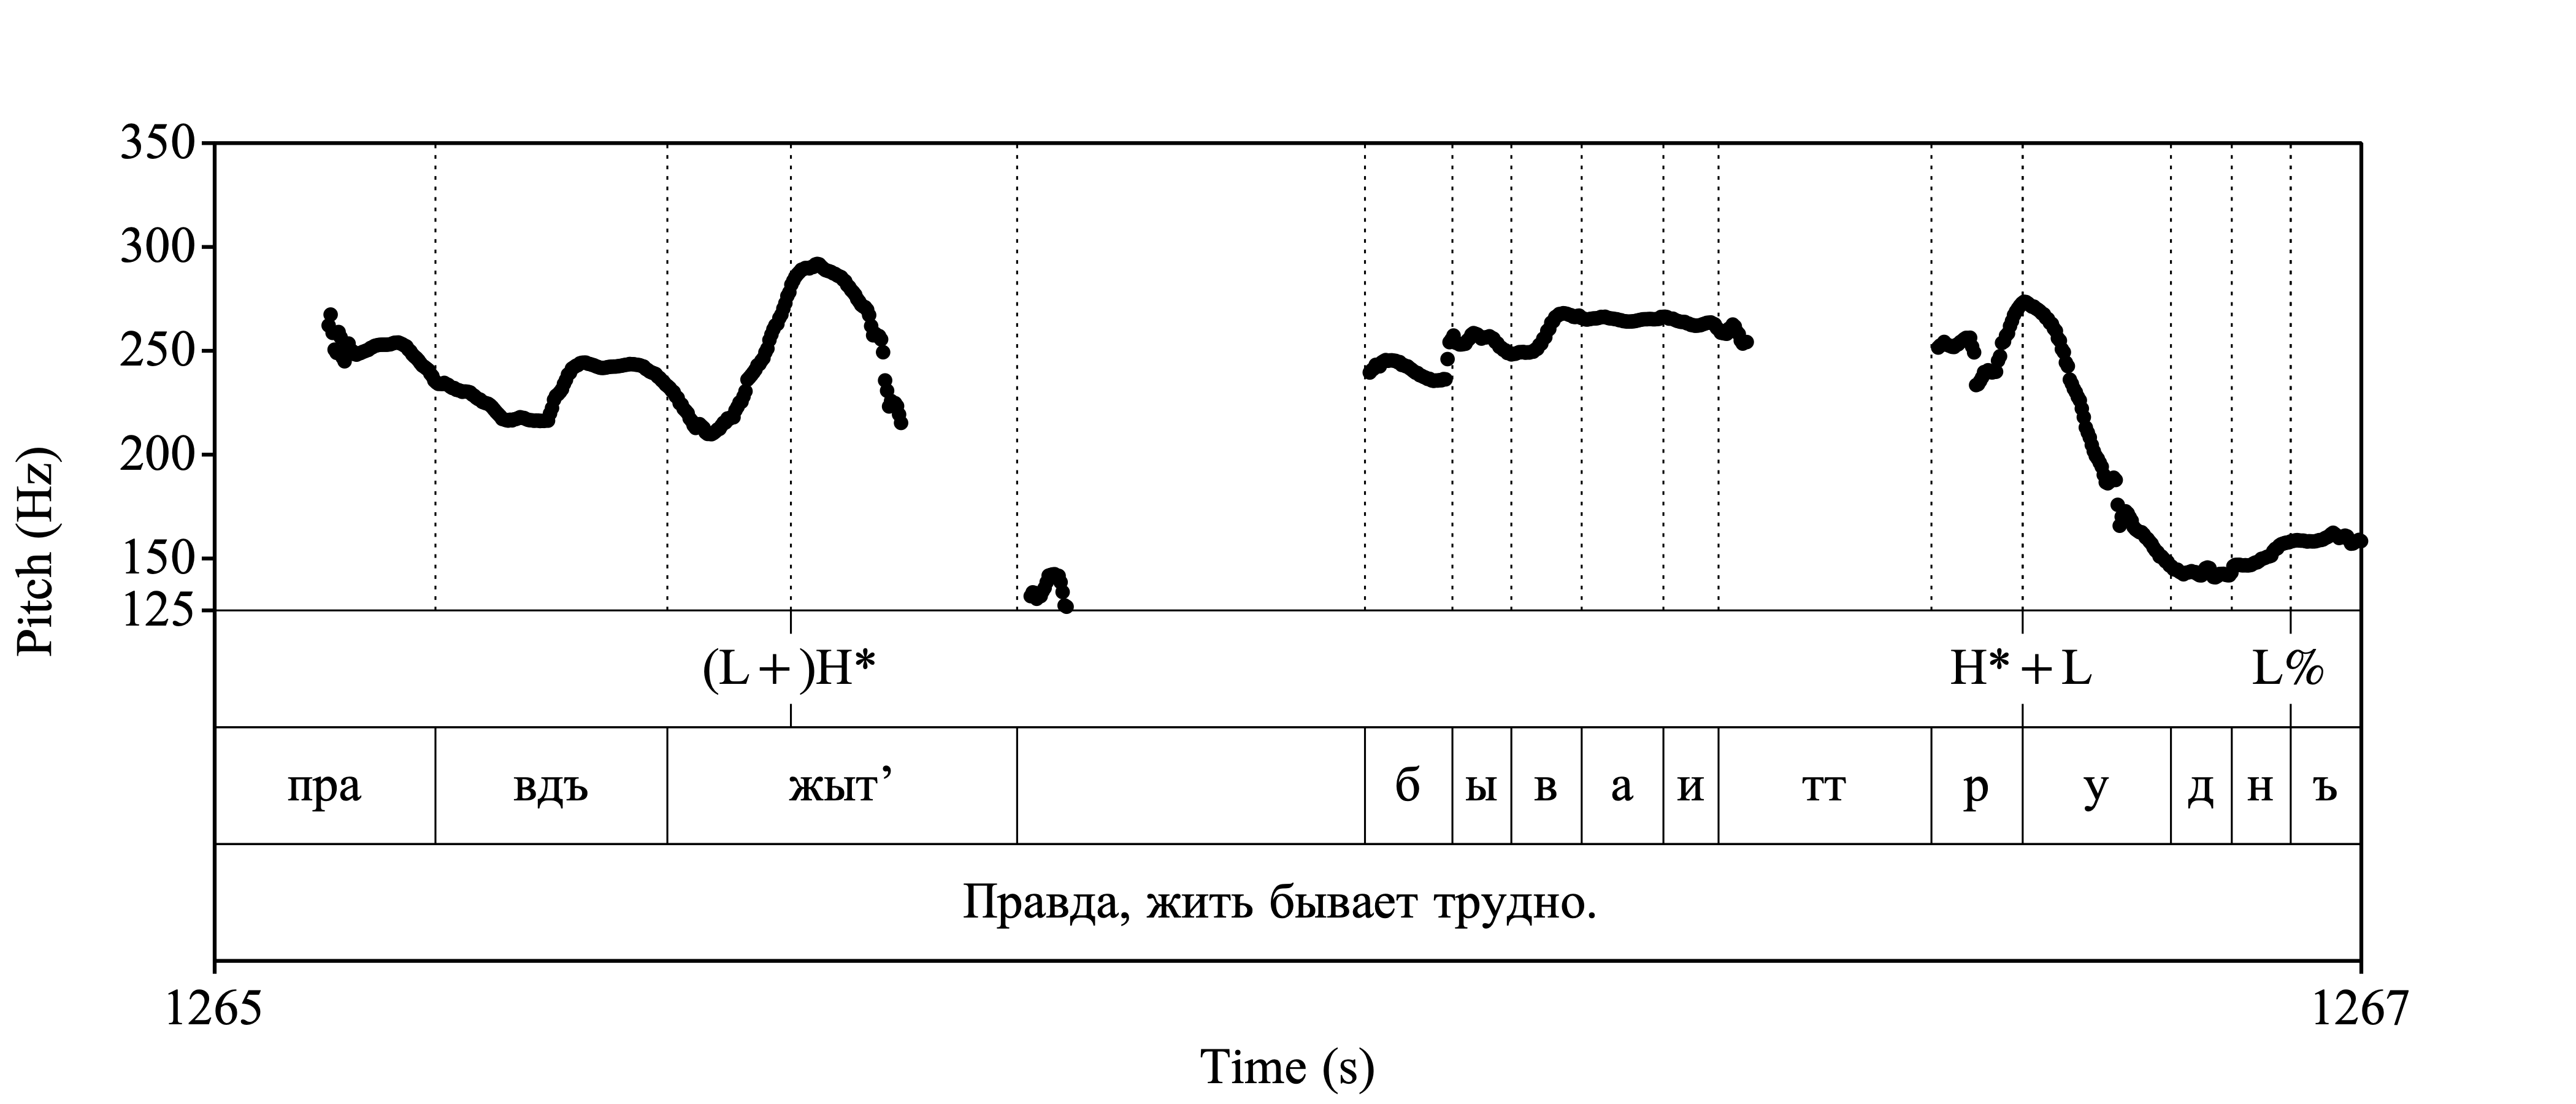 350
300
250
200
150
125
Pitch (Hz)
(L+)H* H*+L L%
пра вдъ жыт’ б ы в а и тт р у д н ъ
Правда, жить бывает трудно.
1265 1267
Time (s)